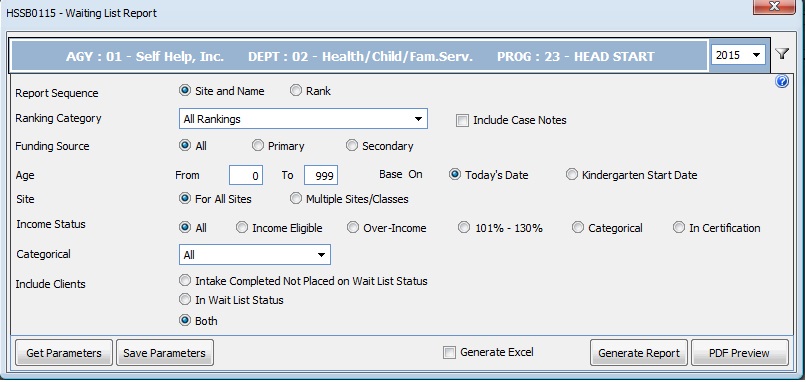 HSSB0115 - Waiting List Report
AGY : 01 - Self Help, Inc. DEPT : 02 - Health/Child/Fam.Serv. PROG : 23 - HEAD START 2015
Report Sequence Site and Name Rank
Ranking Category All Rankings Include Case Notes
Funding Source All Primary Secondary
Age From 0 To 999 Base On Today's Date Kindergarten Start Date
Site For All Sites Multiple Sites/Classes
Income Status All Income Eligible Over-Income 101% - 130% Categorical In Certification
Categorical All
Include Clients Intake Completed Not Placed on Wait List Status
In Wait List Status
Both
Get Parameters Save Parameters Generate Excel Generate Report PDF Preview